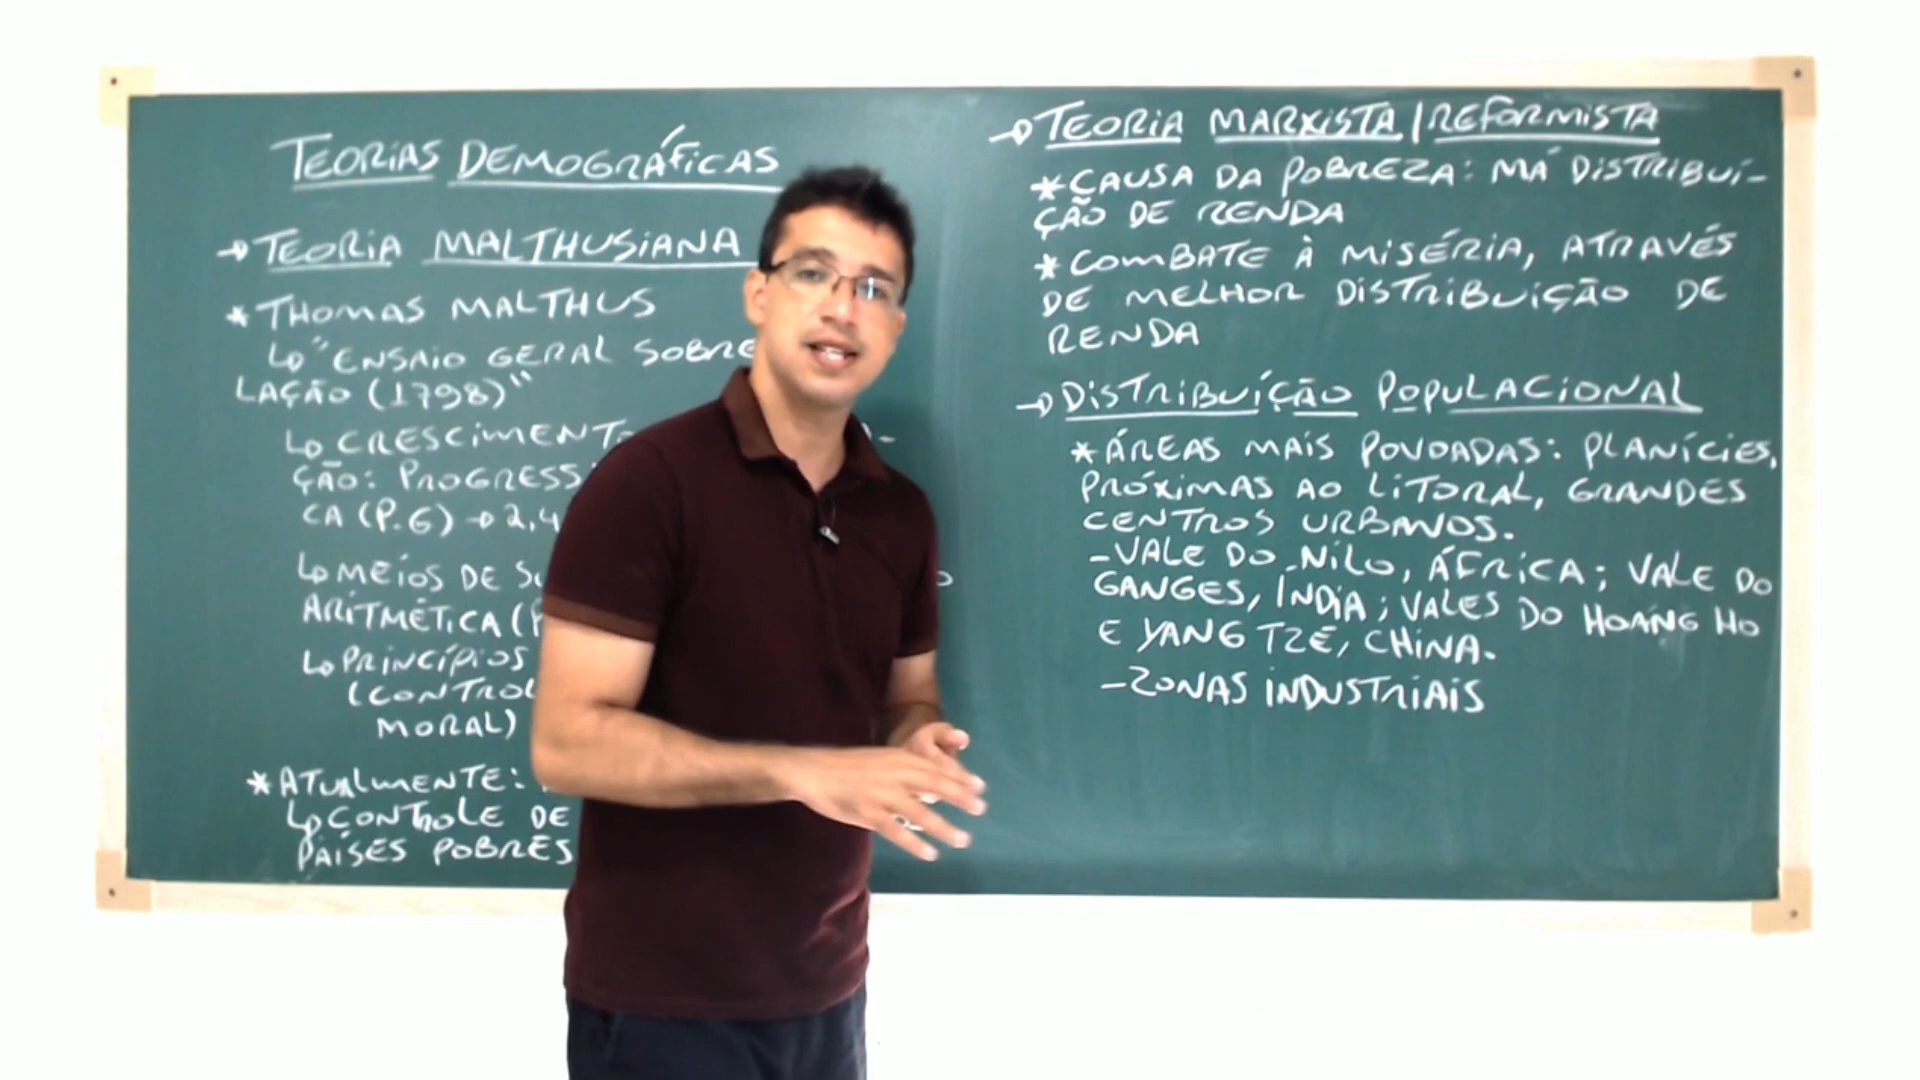 TEORIAS DEMOGRÁFICAS
→ TEORIA MALTHUSIANA
* THOMAS MALTHUS
↳ "ENSAIO GERAL SOBRE
LAÇÃO (1798)"
↳ CRESCIMENTO
ÇÃO: PROGRESS
CA (P.G) → 2,4
↳ MEIOS DE
ARITMÉTICA (P
↳ PRINCÍPIOS
(CONTROL
MORAL)
* ATUALMENTE:
↳ CONTROLE DE
PAÍSES POBRES
→ TEORIA MARXISTA / REFORMISTA
* CAUSA DA POBREZA: MÁ DISTRIBUI-
ÇÃO DE RENDA
* COMBATE À MISÉRIA, ATRAVÉS
DE MELHOR DISTRIBUIÇÃO DE
RENDA
→ DISTRIBUIÇÃO POPULACIONAL
* ÁREAS MAIS POVOADAS: PLANÍCIES,
PRÓXIMAS AO LITORAL, GRANDES
CENTROS URBANOS.
- VALE DO NILO, ÁFRICA; VALE DO
GANGES, ÍNDIA; VALES DO HOANG HO
E YANG TZE, CHINA.
- ZONAS INDUSTRIAIS